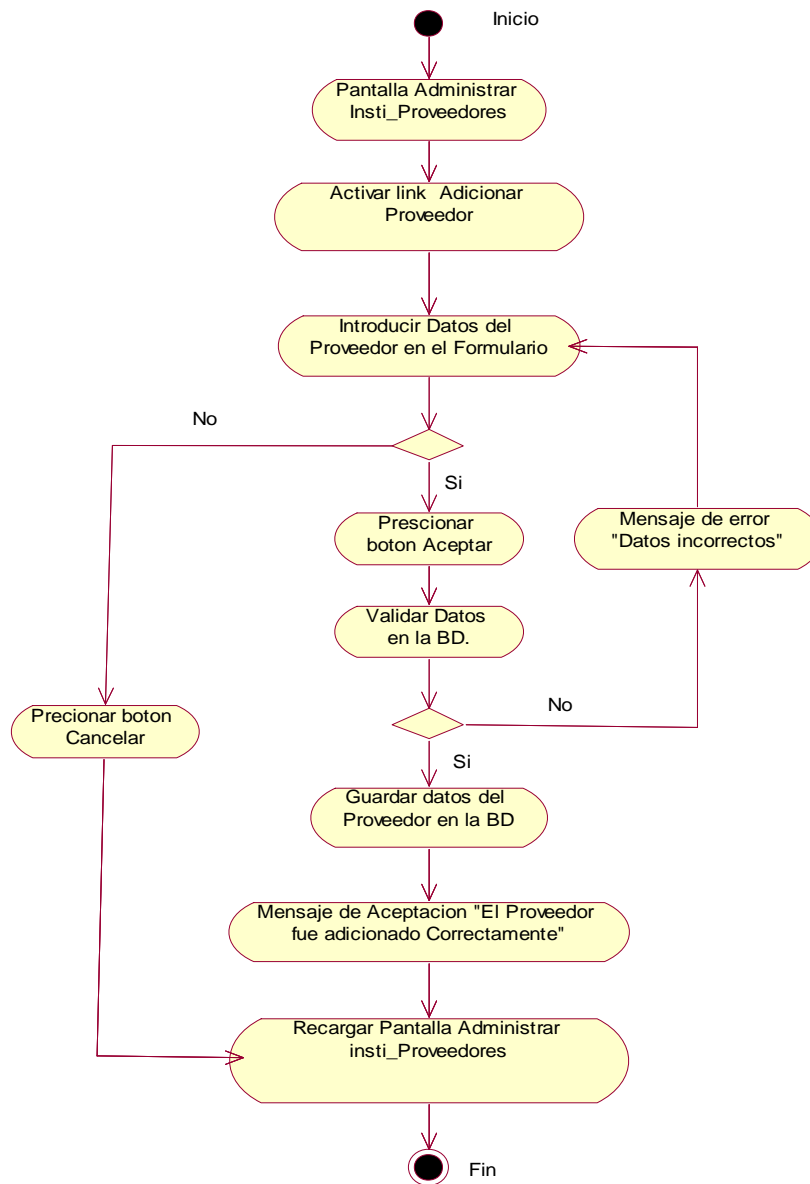 Inicio
Pantalla Administrar
Insti_Proveedores
Activar link Adicionar
Proveedor
Introducir Datos del
Proveedor en el Formulario
No
Si
Prescionar
boton Aceptar
Mensaje de error
"Datos incorrectos"
Validar Datos
en la BD.
No
Precionar boton
Cancelar
Si
Guardar datos del
Proveedor en la BD
Mensaje de Aceptacion "El Proveedor
fue adicionado Correctamente"
Recargar Pantalla Administrar
insti_Proveedores
Fin